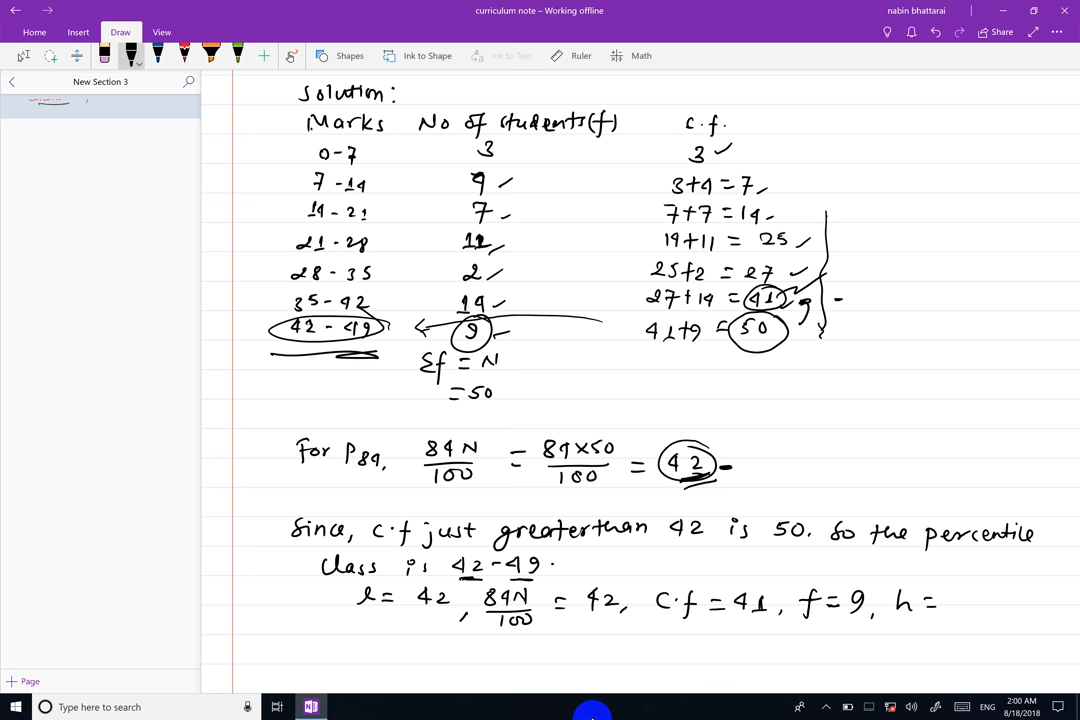 curriculum note – Working offline
nabin bhattarai
Home Insert Draw View
Share
Shapes Ink to Shape Ink to Text Ruler Math
New Section 3
Solution:
Marks No of students(f) c.f.
0-7 3 3
7-14 4 3+4=7
14-21 7 7+7=14
21-28 11 14+11 = 25
28-35 2 25+2 = 27
35-42 14 27+14 = 41
42-49 9 41+9 = 50
Σf = N
= 50
For P84, 84N/100 = 84×50/100 = 42
Since, c.f just greater than 42 is 50. So the percentile
class is 42-49.
l = 42, 84N/100 = 42, c.f = 41, f = 9, h =
Page
Type here to search
ENG
2:00 AM
8/18/2018